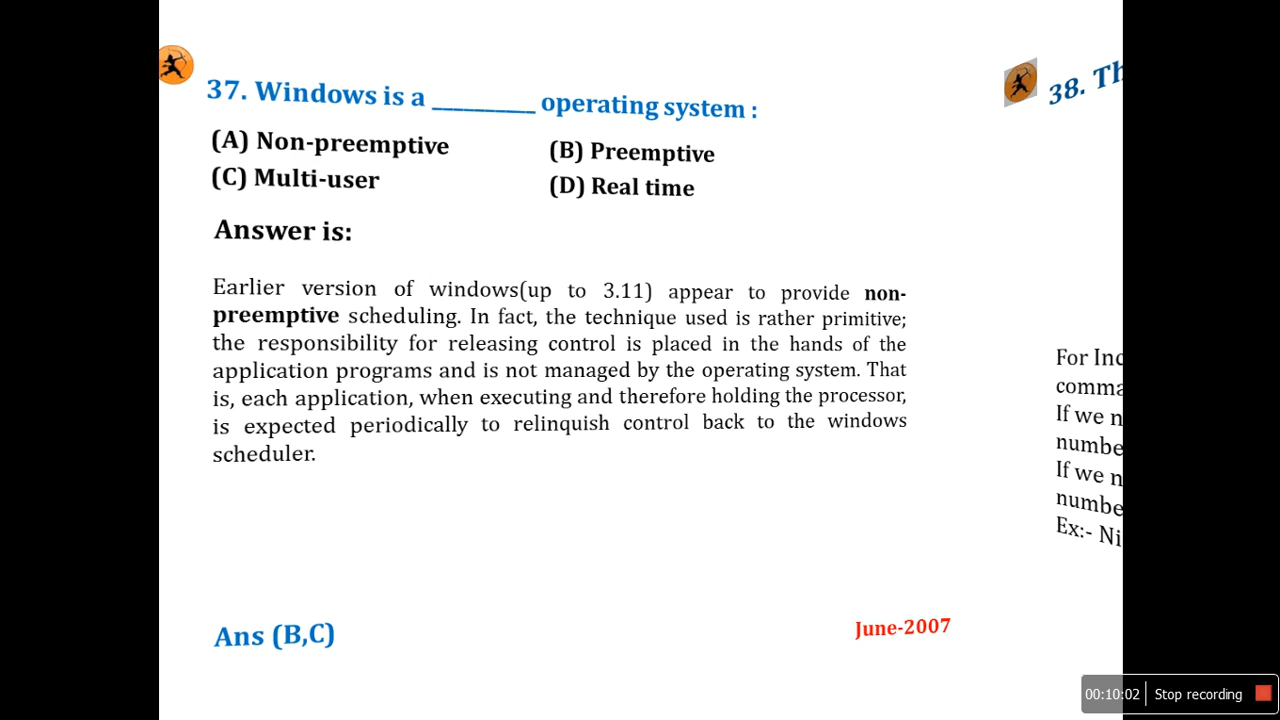 37. Windows is a __________ operating system :
(A) Non-preemptive (B) Preemptive
(C) Multi-user (D) Real time
Answer is:
Earlier version of windows(up to 3.11) appear to provide non-
preemptive scheduling. In fact, the technique used is rather primitive;
the responsibility for releasing control is placed in the hands of the
application programs and is not managed by the operating system. That
is, each application, when executing and therefore holding the processor,
is expected periodically to relinquish control back to the windows
scheduler.
Ans (B,C)
June-2007
38. Th
For Inc
comma
If we n
numbe
If we n
numbe
Ex:- Ni
00:10:02 Stop recording